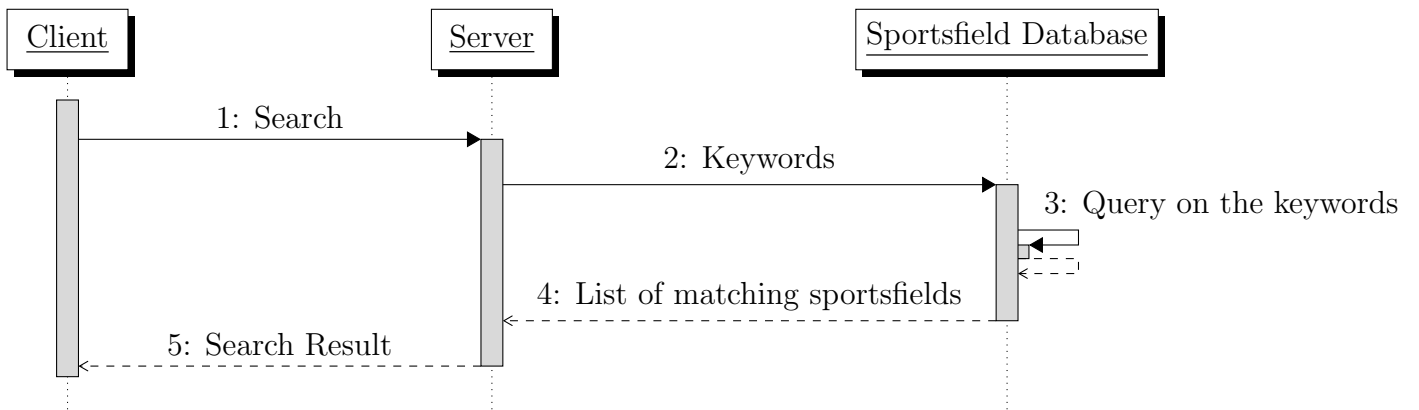 Client
Server
Sportsfield Database
1: Search
2: Keywords
3: Query on the keywords
4: List of matching sportsfields
5: Search Result